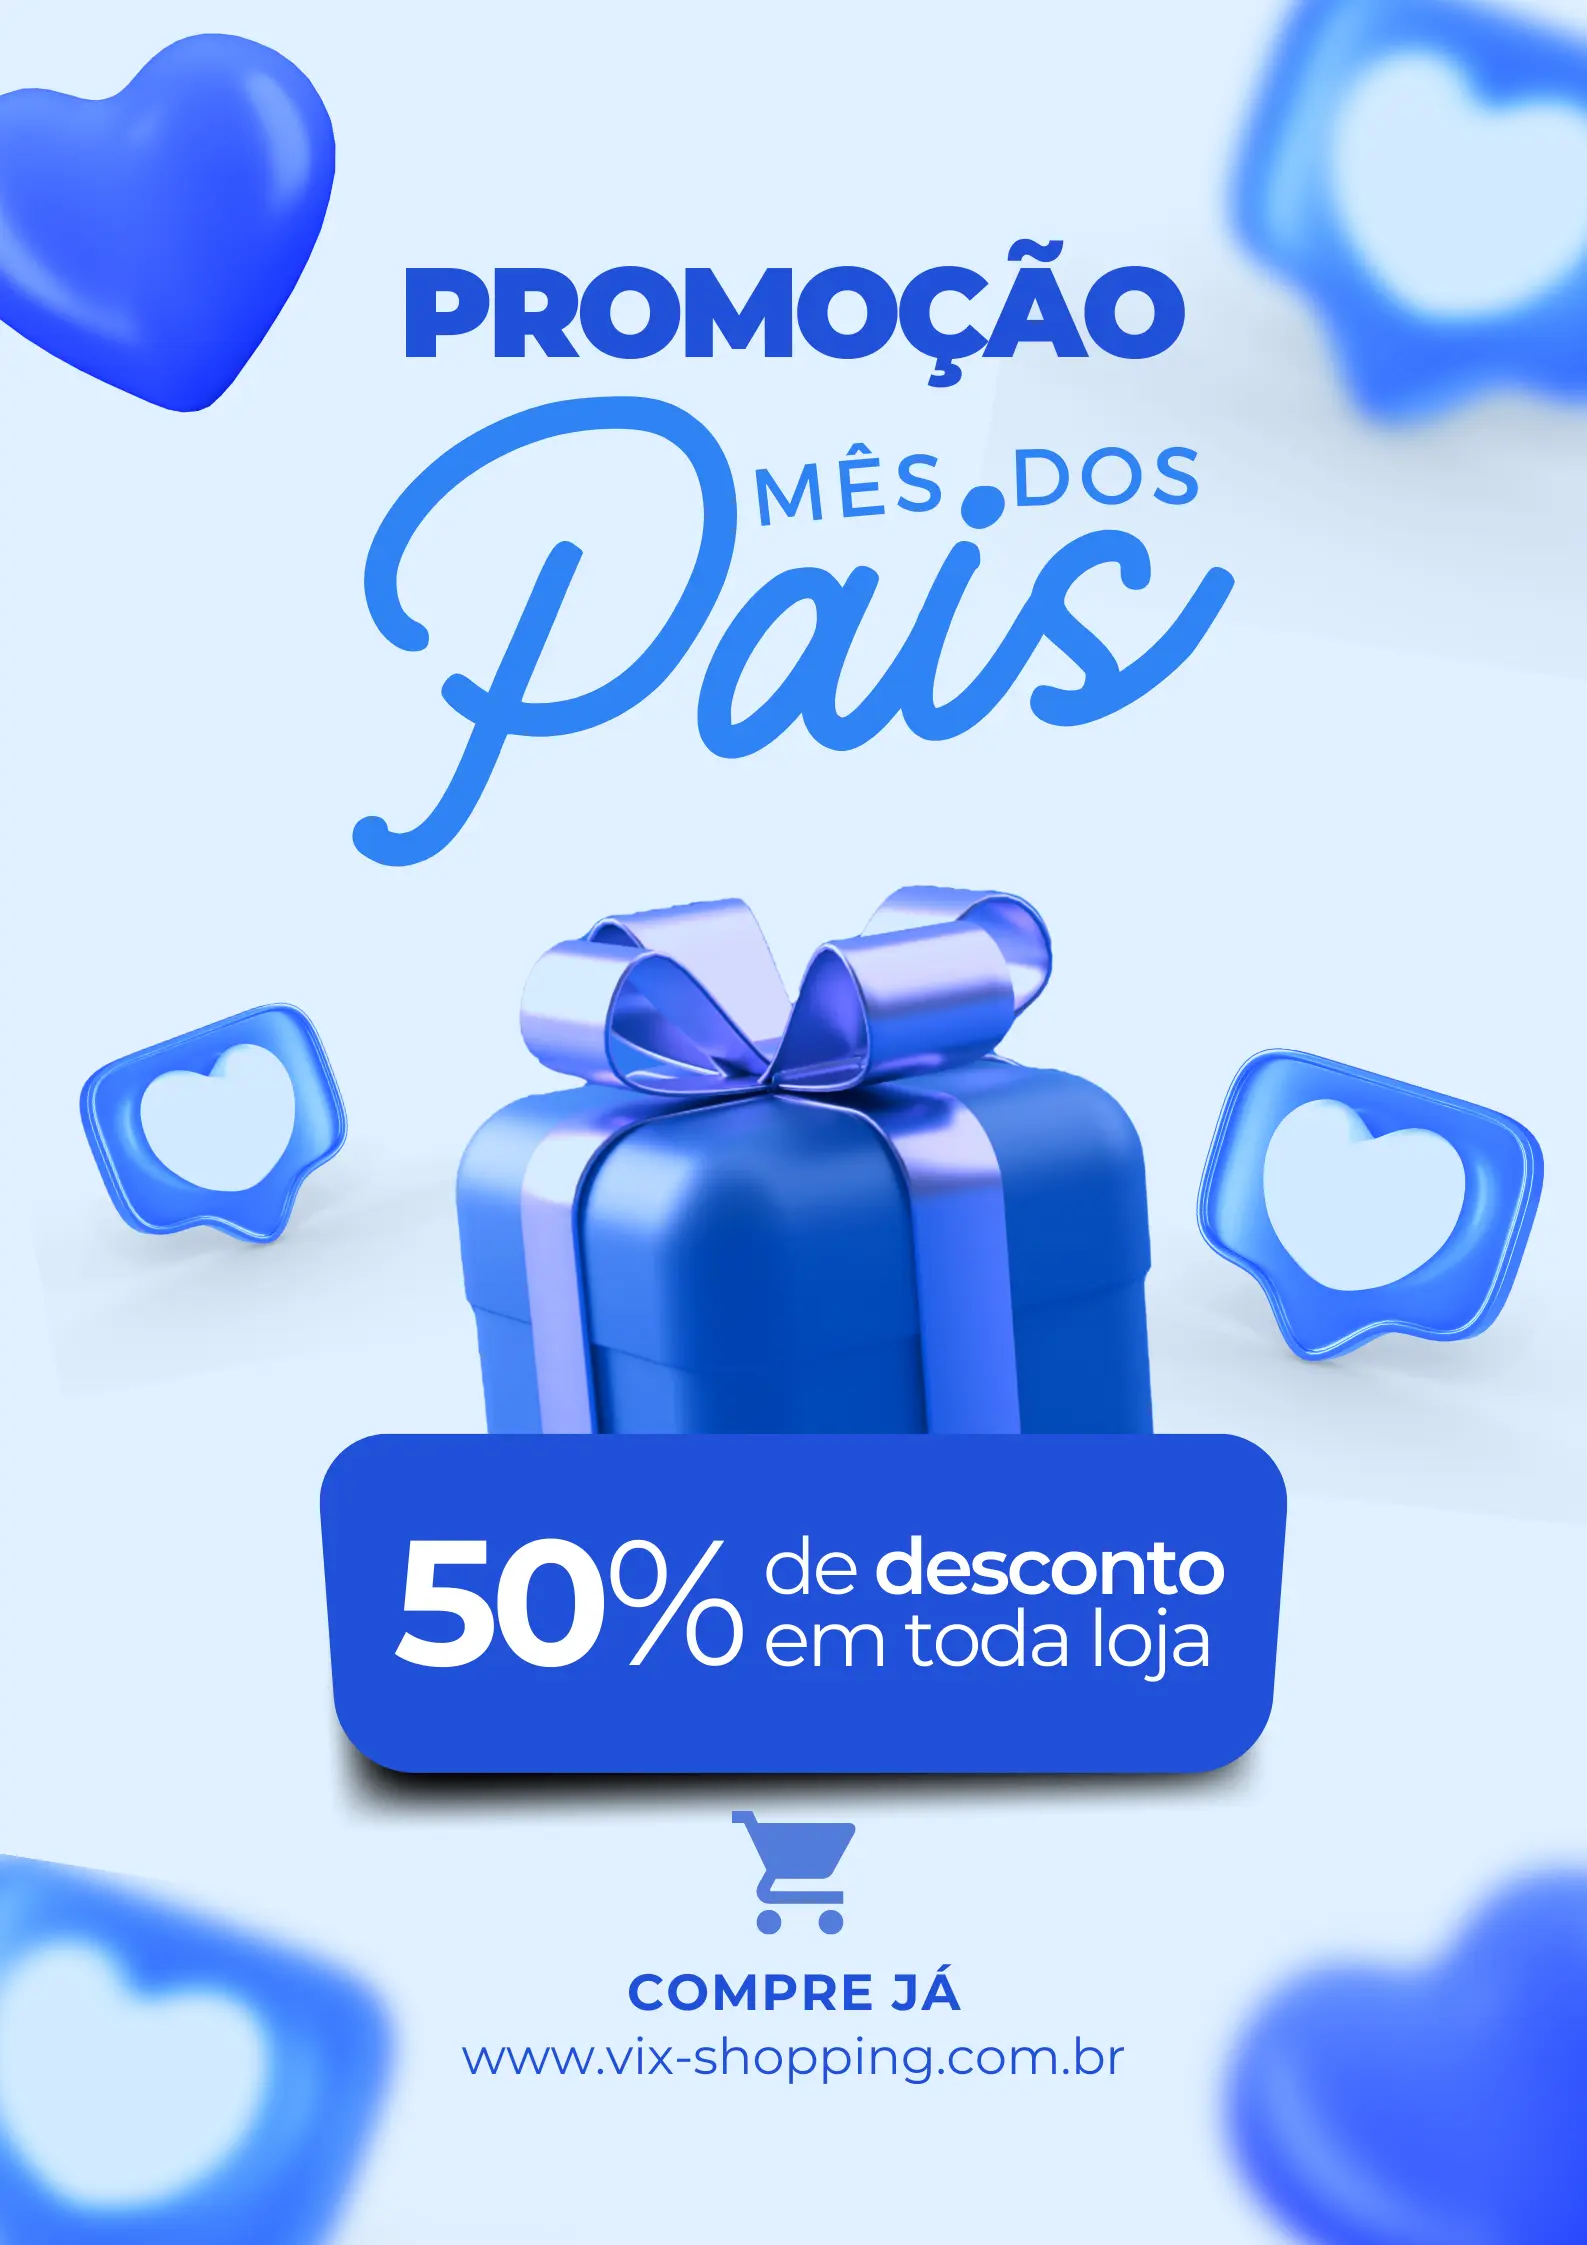 PROMOÇÃO
MÊS DOS
Pais
50% de desconto
em toda loja
COMPRE JÁ
www.vix-shopping.com.br